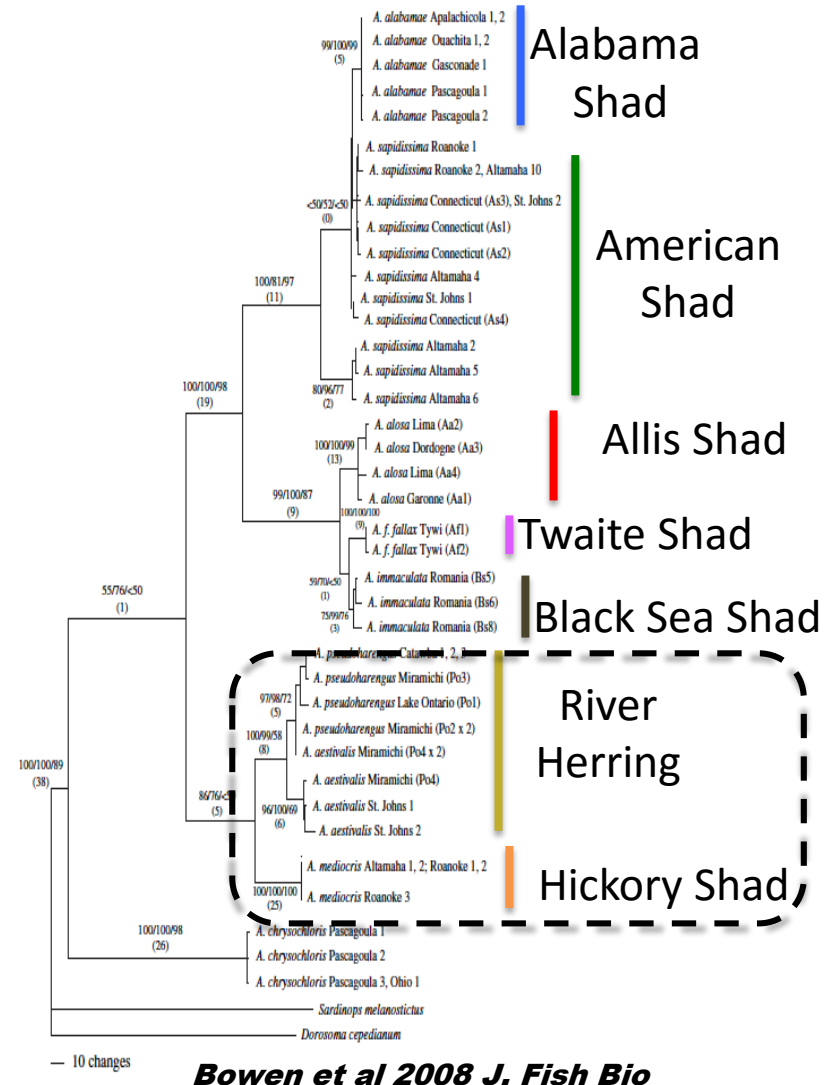 A. alabamae Apalachicola 1, 2
A. alabamae Ouachita 1, 2
99/100/99
(5)
A. alabamae Gasconade 1
A. alabamae Pascagoula 1
A. alabamae Pascagoula 2
Alabama
Shad
A. sapidissima Roanoke 1
A. sapidissima Roanoke 2, Altamaha 10
A. sapidissima Connecticut (As3), St. Johns 2
<50/52/<50
(0)
A. sapidissima Connecticut (As1)
A. sapidissima Connecticut (As2)
A. sapidissima Altamaha 4
A. sapidissima St. Johns 1
A. sapidissima Connecticut (As4)
American
Shad
100/81/97
(11)
A. sapidissima Altamaha 2
A. sapidissima Altamaha 5
A. sapidissima Altamaha 6
80/96/77
(2)
100/100/98
(19)
A. alosa Lima (Aa2)
A. alosa Dordogne (Aa3)
A. alosa Lima (Aa4)
A. alosa Garonne (Aa1)
100/100/99
(13)
Allis Shad
99/100/87
(9)
100/100/100
(9)
A. f. fallax Tywi (Af1)
A. f. fallax Tywi (Af2)
Twaite Shad
59/70/<50
(1)
A. immaculata Romania (Bs5)
A. immaculata Romania (Bs6)
A. immaculata Romania (Bs8)
75/99/76
(3)
Black Sea Shad
55/76/<50
(1)
A. pseudoharengus Catawba 1, 2, 3
A. pseudoharengus Miramichi (Po3)
A. pseudoharengus Lake Ontario (Po1)
A. pseudoharengus Miramichi (Po2 x 2)
A. aestivalis Miramichi (Po4 x 2)
97/98/72
(5)
100/99/58
(8)
A. aestivalis Miramichi (Po4)
A. aestivalis St. Johns 1
A. aestivalis St. Johns 2
96/100/69
(6)
River
Herring
100/100/89
(38)
(5)
A. mediocris Altamaha 1, 2; Roanoke 1, 2
A. mediocris Roanoke 3
100/100/100
(25)
Hickory Shad
100/100/98
(26)
A. chrysochloris Pascagoula 1
A. chrysochloris Pascagoula 2
A. chrysochloris Pascagoula 3, Ohio 1
Sardinops melanostictus
Dorosoma cepedianum
10 changes
Bowen et al 2008 J. Fish Bio